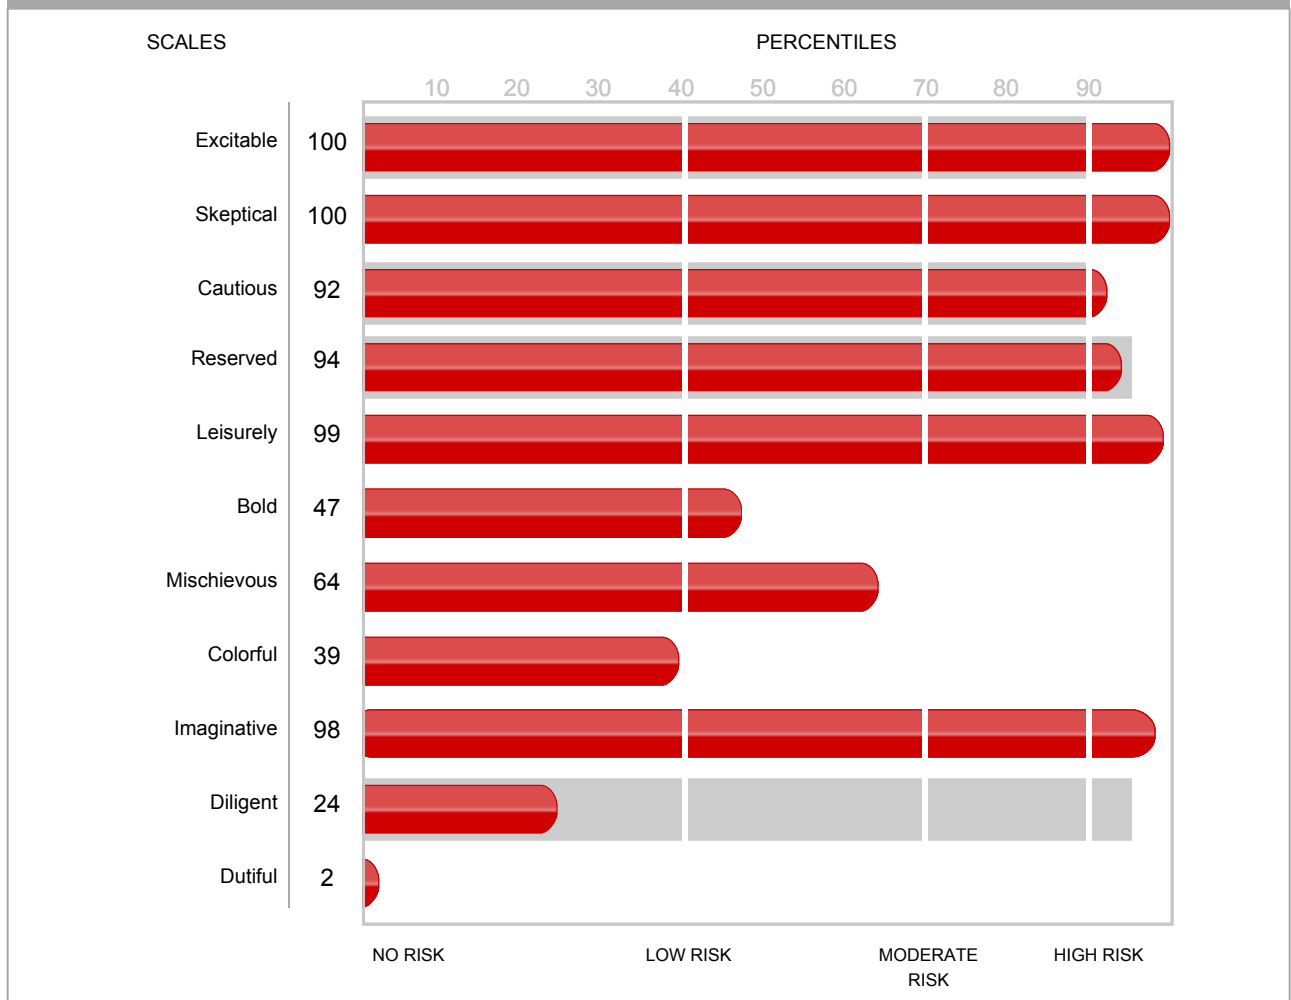 SCALES PERCENTILES
10 20 30 40 50 60 70 80 90
Excitable 100
Skeptical 100
Cautious 92
Reserved 94
Leisurely 99
Bold 47
Mischievous 64
Colorful 39
Imaginative 98
Diligent 24
Dutiful 2
NO RISK LOW RISK MODERATE RISK HIGH RISK